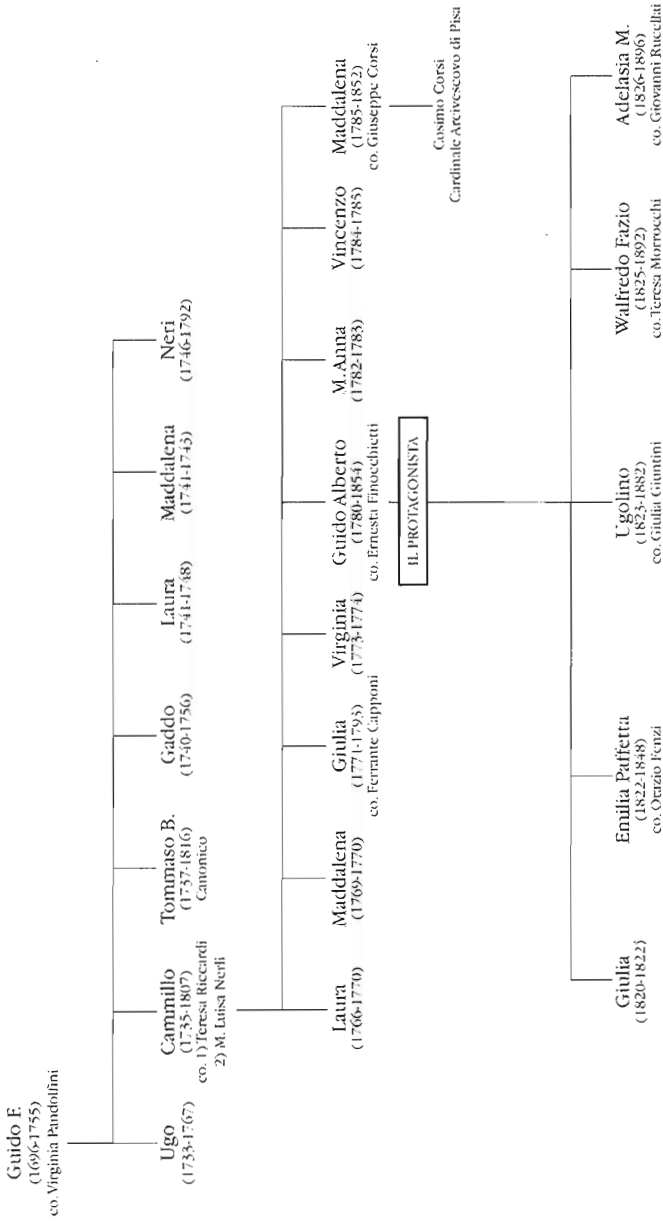 Guido F.
(1696-1755)
co. Virginia Pandolfini
Ugo
(1733-1767)
Cammillo
(1735-1807)
co. 1) Teresa Riccardi
2) M. Luisa Nerli
Tommaso B.
(1737-1816)
Canonico
Gaddo
(1740-1756)
Laura
(1741-1748)
Maddalena
(1741-1743)
Neri
(1746-1792)
Laura
(1766-1770)
Maddalena
(1769-1770)
Giulia
(1771-1793)
co. Ferrante Capponi
Virginia
(1773-1774)
Guido Alberto
(1780-1854)
co. Ernesta Finocchietti
M. Anna
(1782-1783)
Vincenzo
(1784-1785)
Maddalena
(1785-1852)
co. Giuseppe Corsi
IL PROTAGONISTA
Cosimo Corsi
Cardinale Arcivescovo di Pisa
Giulia
(1820-1822)
Emilia Paffetta
(1822-1848)
co. Orazio Fenzi
Ugolino
(1823-1882)
co. Giulia Giuntini
Walfredo Fazio
(1825-1892)
co. Teresa Morrocchi
Adelasia M.
(1826-1896)
co. Giovanni Rucellai